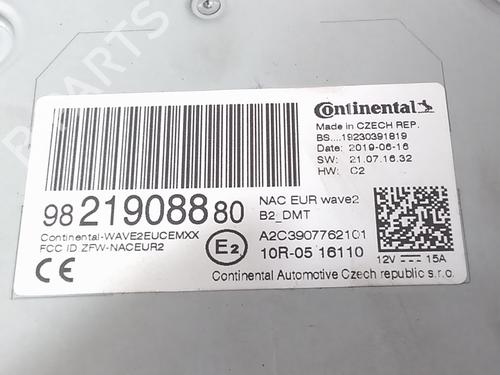 Continental
Made in CZECH REP.
BS....19230391819
Date: 2019-06-16
SW: 21.07.16.32
HW: C2
98 219088 80
NAC EUR wave2
B2_DMT
Continental-WAVE2EUCEMXX
FCC ID ZFW-NACEUR2
A2C3907762101
E2
10R-05 16110
12V 15A
CE
Continental Automotive Czech republic s.r.o.
PARTS